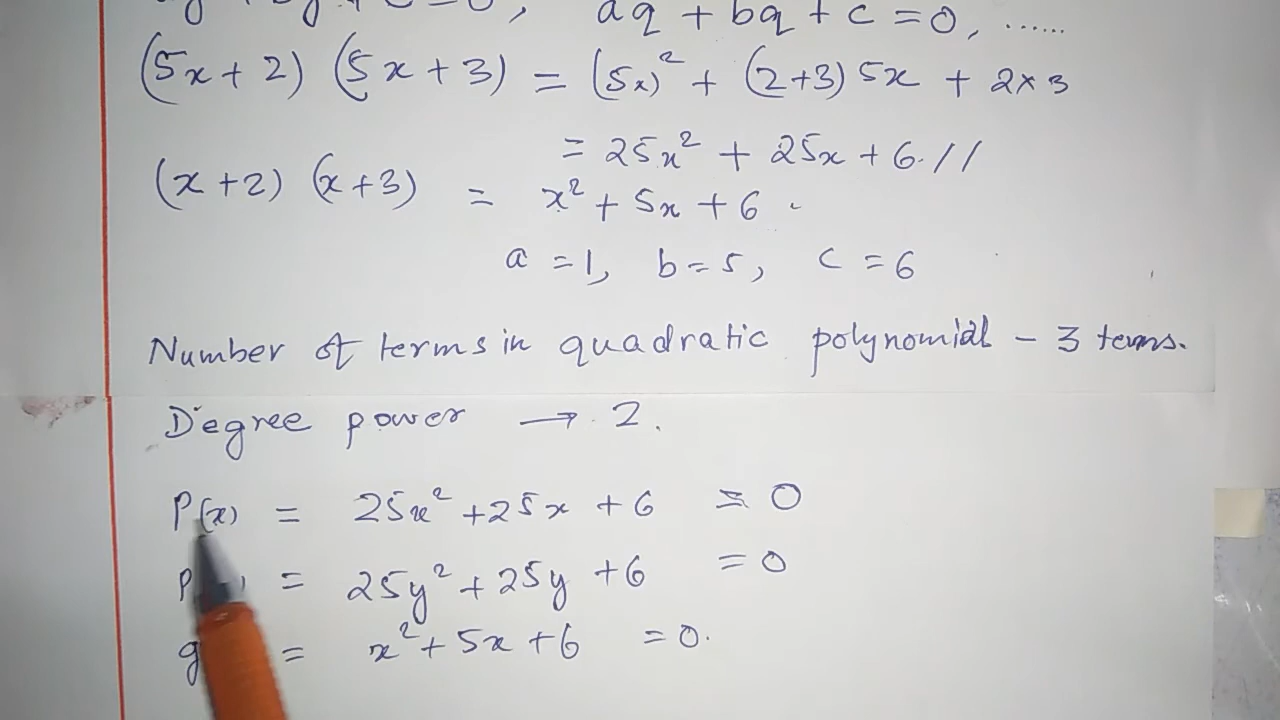 aq + bq + c = 0, ......
(5x + 2) (5x + 3) = (5x)² + (2+3) 5x + 2×3
= 25x² + 25x + 6. //
(x + 2) (x + 3) = x² + 5x + 6 .
a = 1, b = 5, c = 6
Number of terms in quadratic polynomial - 3 terms.
Degree power → 2.
P(x) = 25x² + 25x + 6 = 0
P = 25y² + 25y + 6 = 0
g = x² + 5x + 6 = 0.